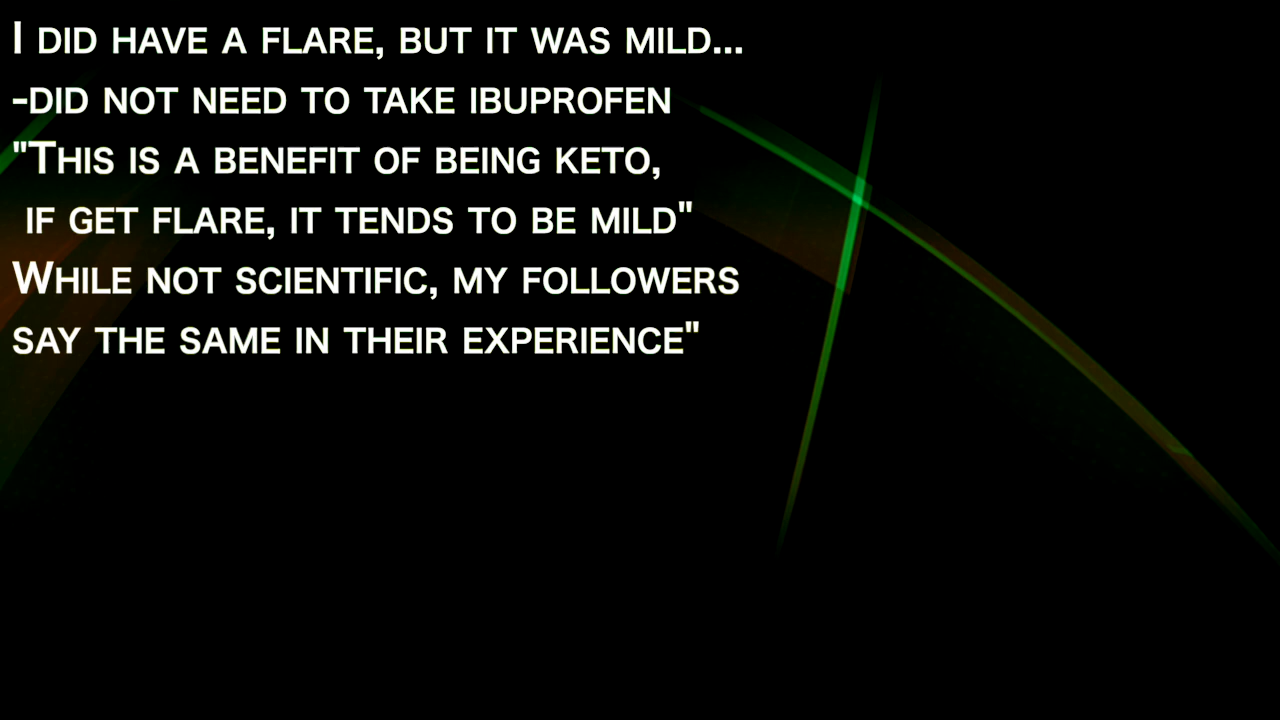 I did have a flare, but it was mild...
-did not need to take ibuprofen
"This is a benefit of being keto,
if get flare, it tends to be mild"
While not scientific, my followers
say the same in their experience"